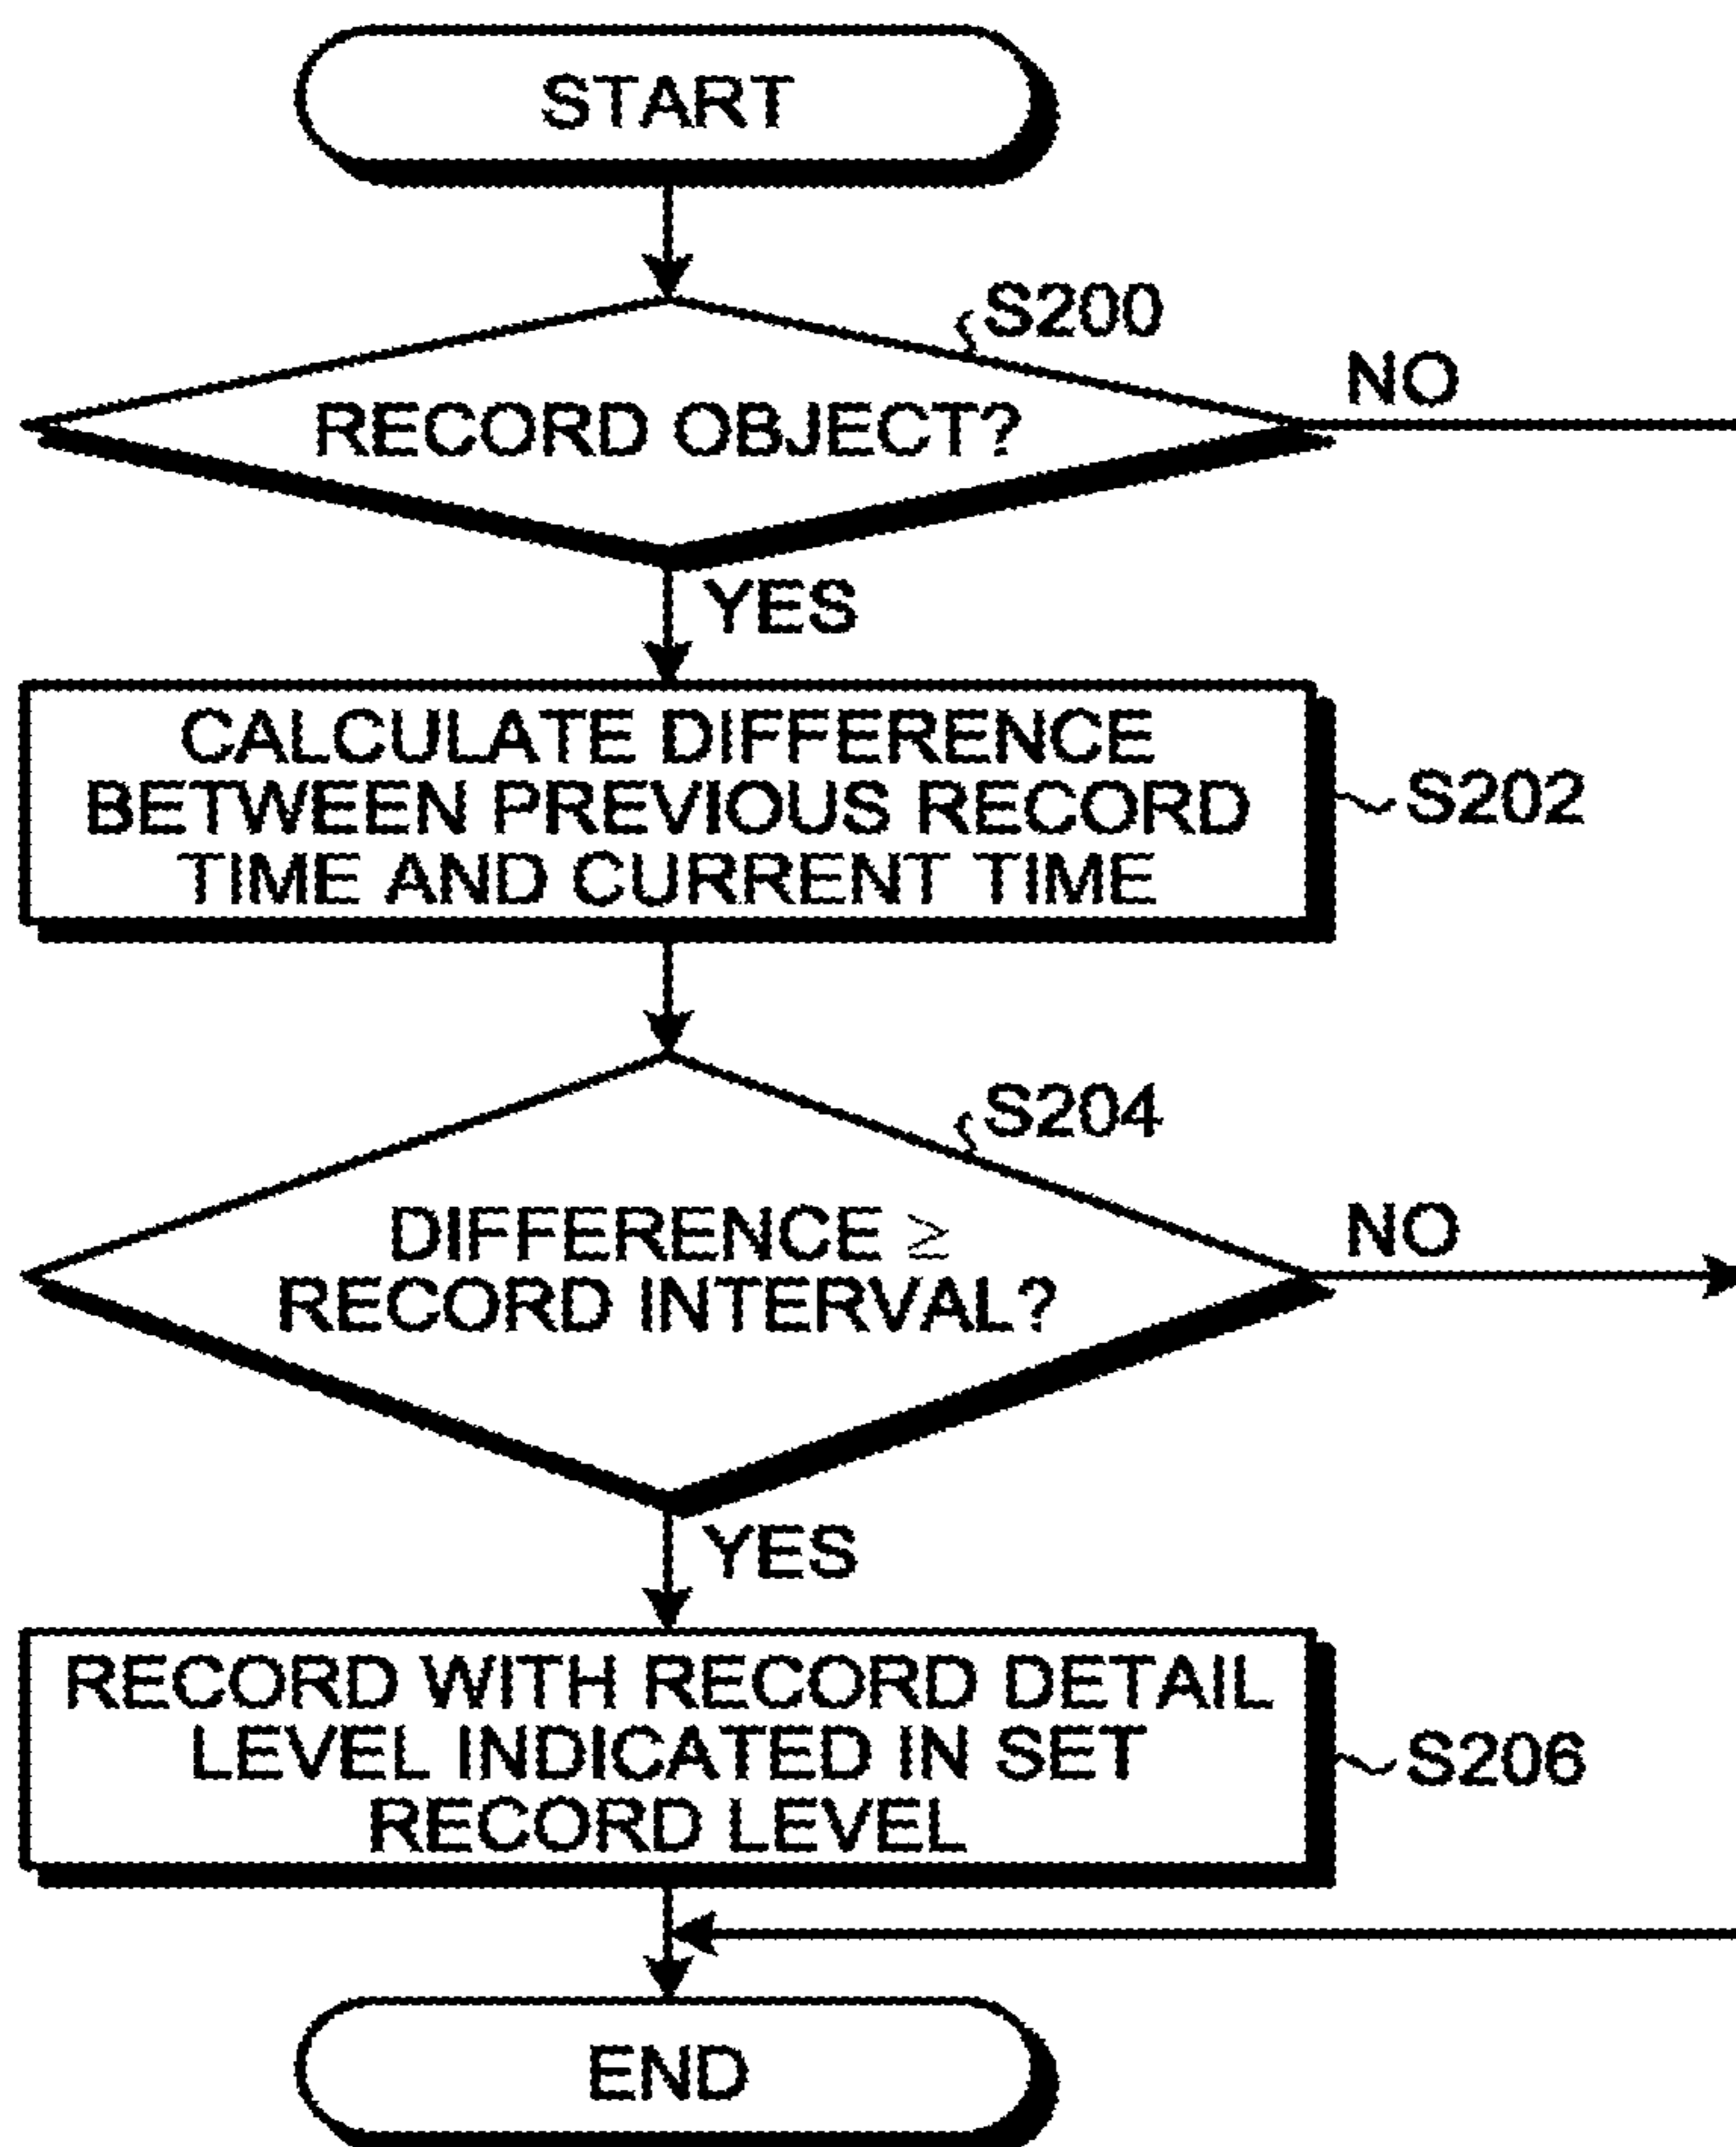 START
S200
NO
RECORD OBJECT?
YES
CALCULATE DIFFERENCE
BETWEEN PREVIOUS RECORD
TIME AND CURRENT TIME
S202
S204
NO
DIFFERENCE ≥
RECORD INTERVAL?
YES
RECORD WITH RECORD DETAIL
LEVEL INDICATED IN SET
RECORD LEVEL
S206
END